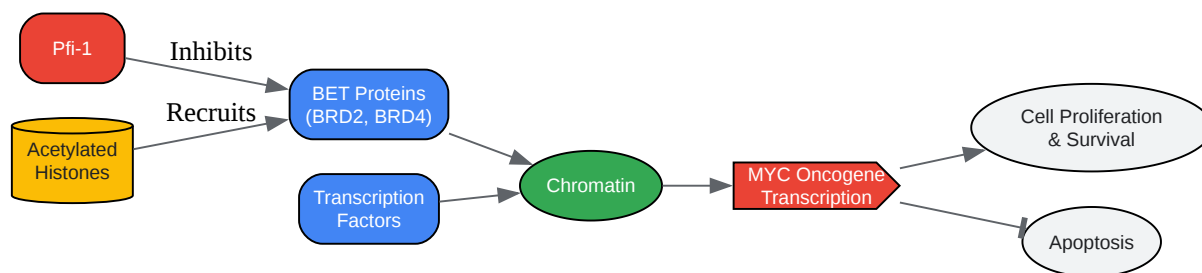 Pfi-1
Inhibits
BET Proteins
(BRD2, BRD4)
Recruits
Acetylated
Histones
Transcription
Factors
Chromatin
MYC Oncogene
Transcription
Cell Proliferation
& Survival
Apoptosis